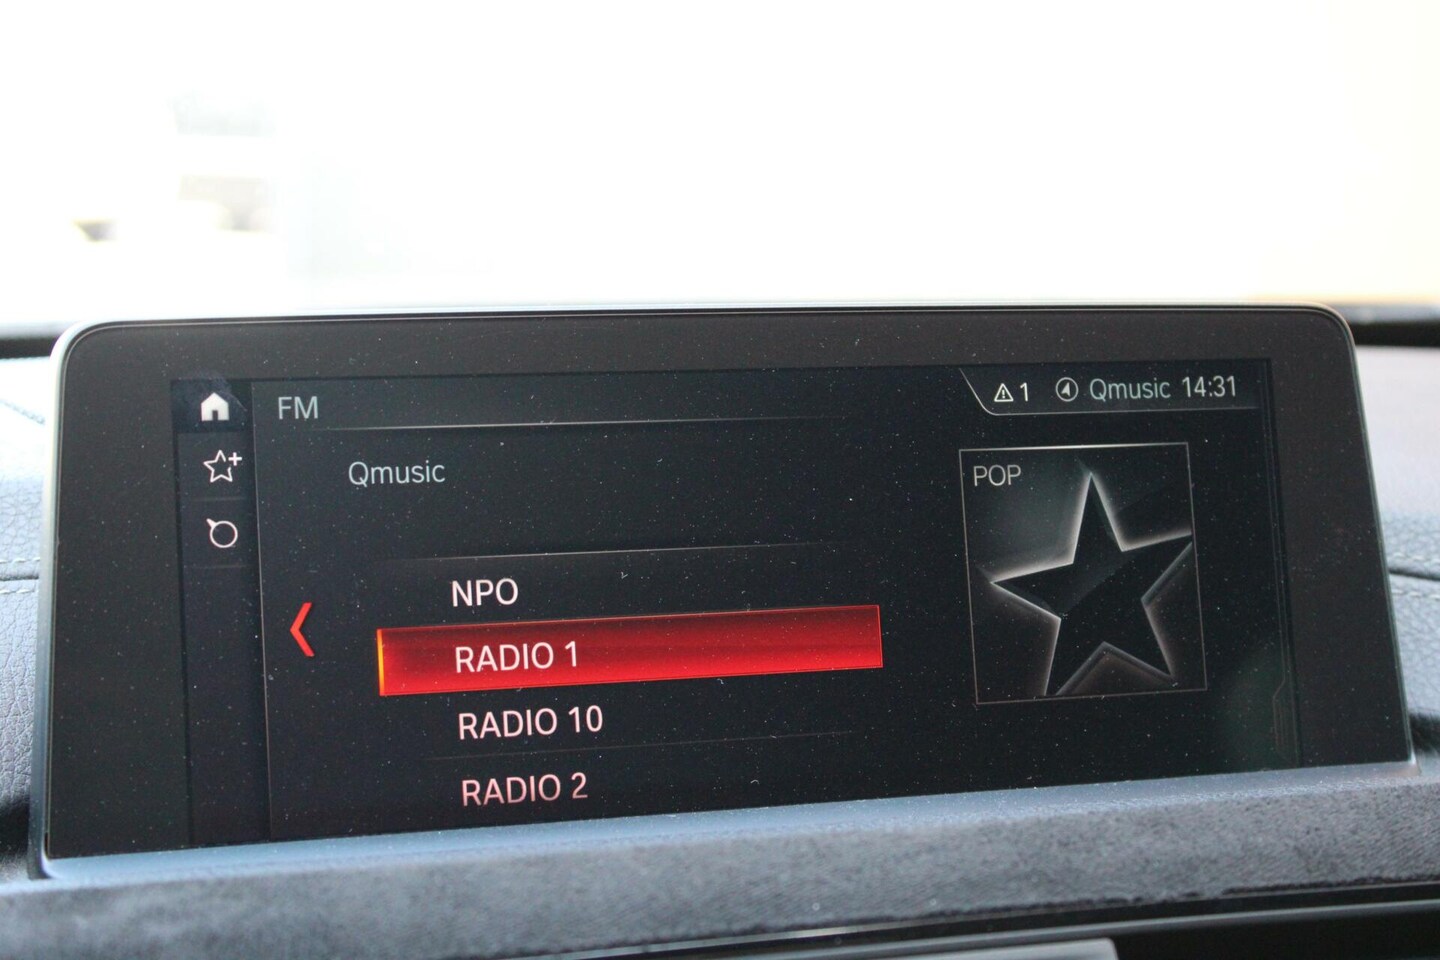 FM
1 Qmusic 14:31
Qmusic
POP
NPO
RADIO 1
RADIO 10
RADIO 2